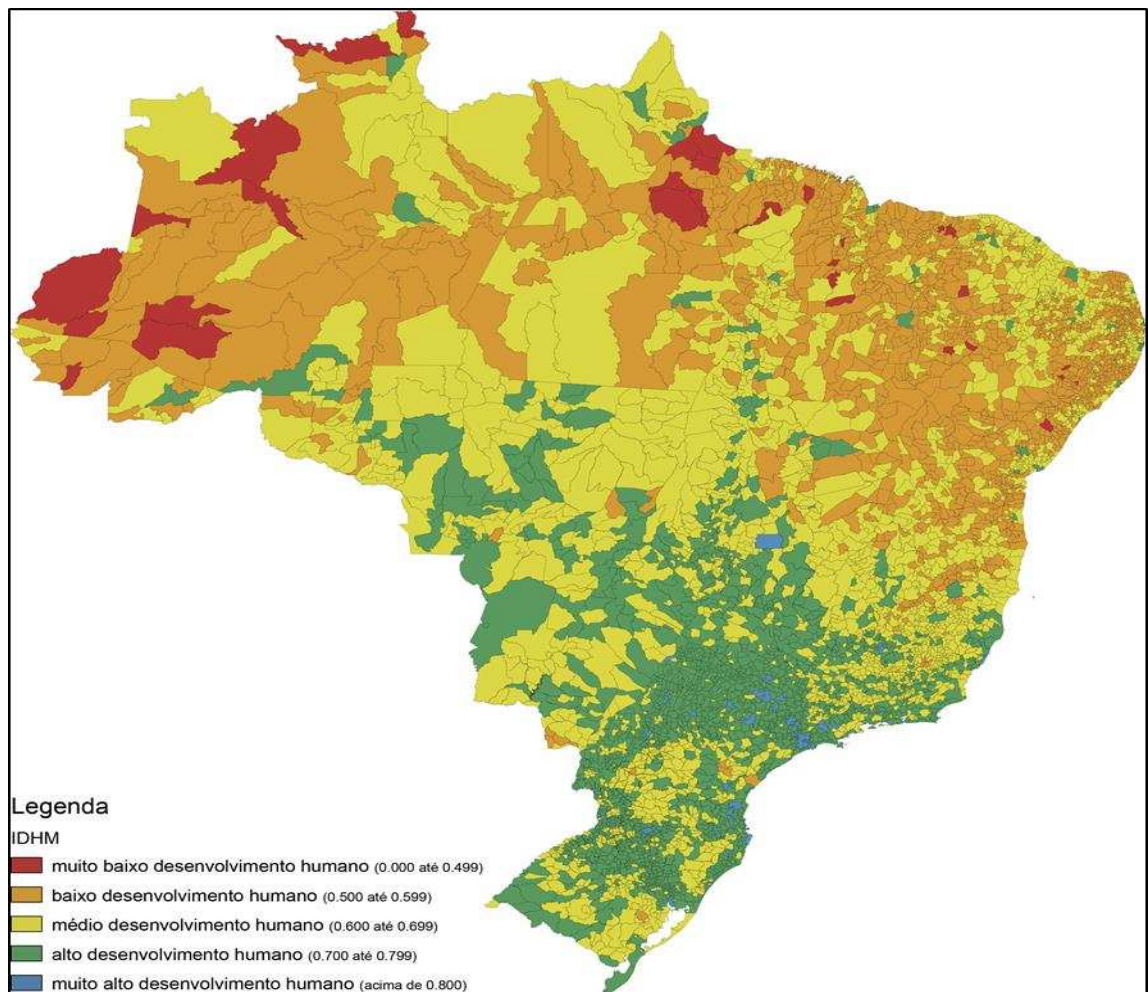 Legenda
IDHM
muito baixo desenvolvimento humano (0.000 até 0.499)
baixo desenvolvimento humano (0.500 até 0.599)
médio desenvolvimento humano (0.600 até 0.699)
alto desenvolvimento humano (0.700 até 0.799)
muito alto desenvolvimento humano (acima de 0.800)